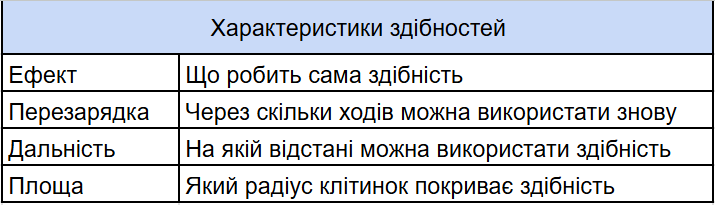 Характеристики здібностей
Ефект Що робить сама здібність
Перезарядка Через скільки ходів можна використати знову
Дальність На якій відстані можна використати здібність
Площа Який радіус клітинок покриває здібність